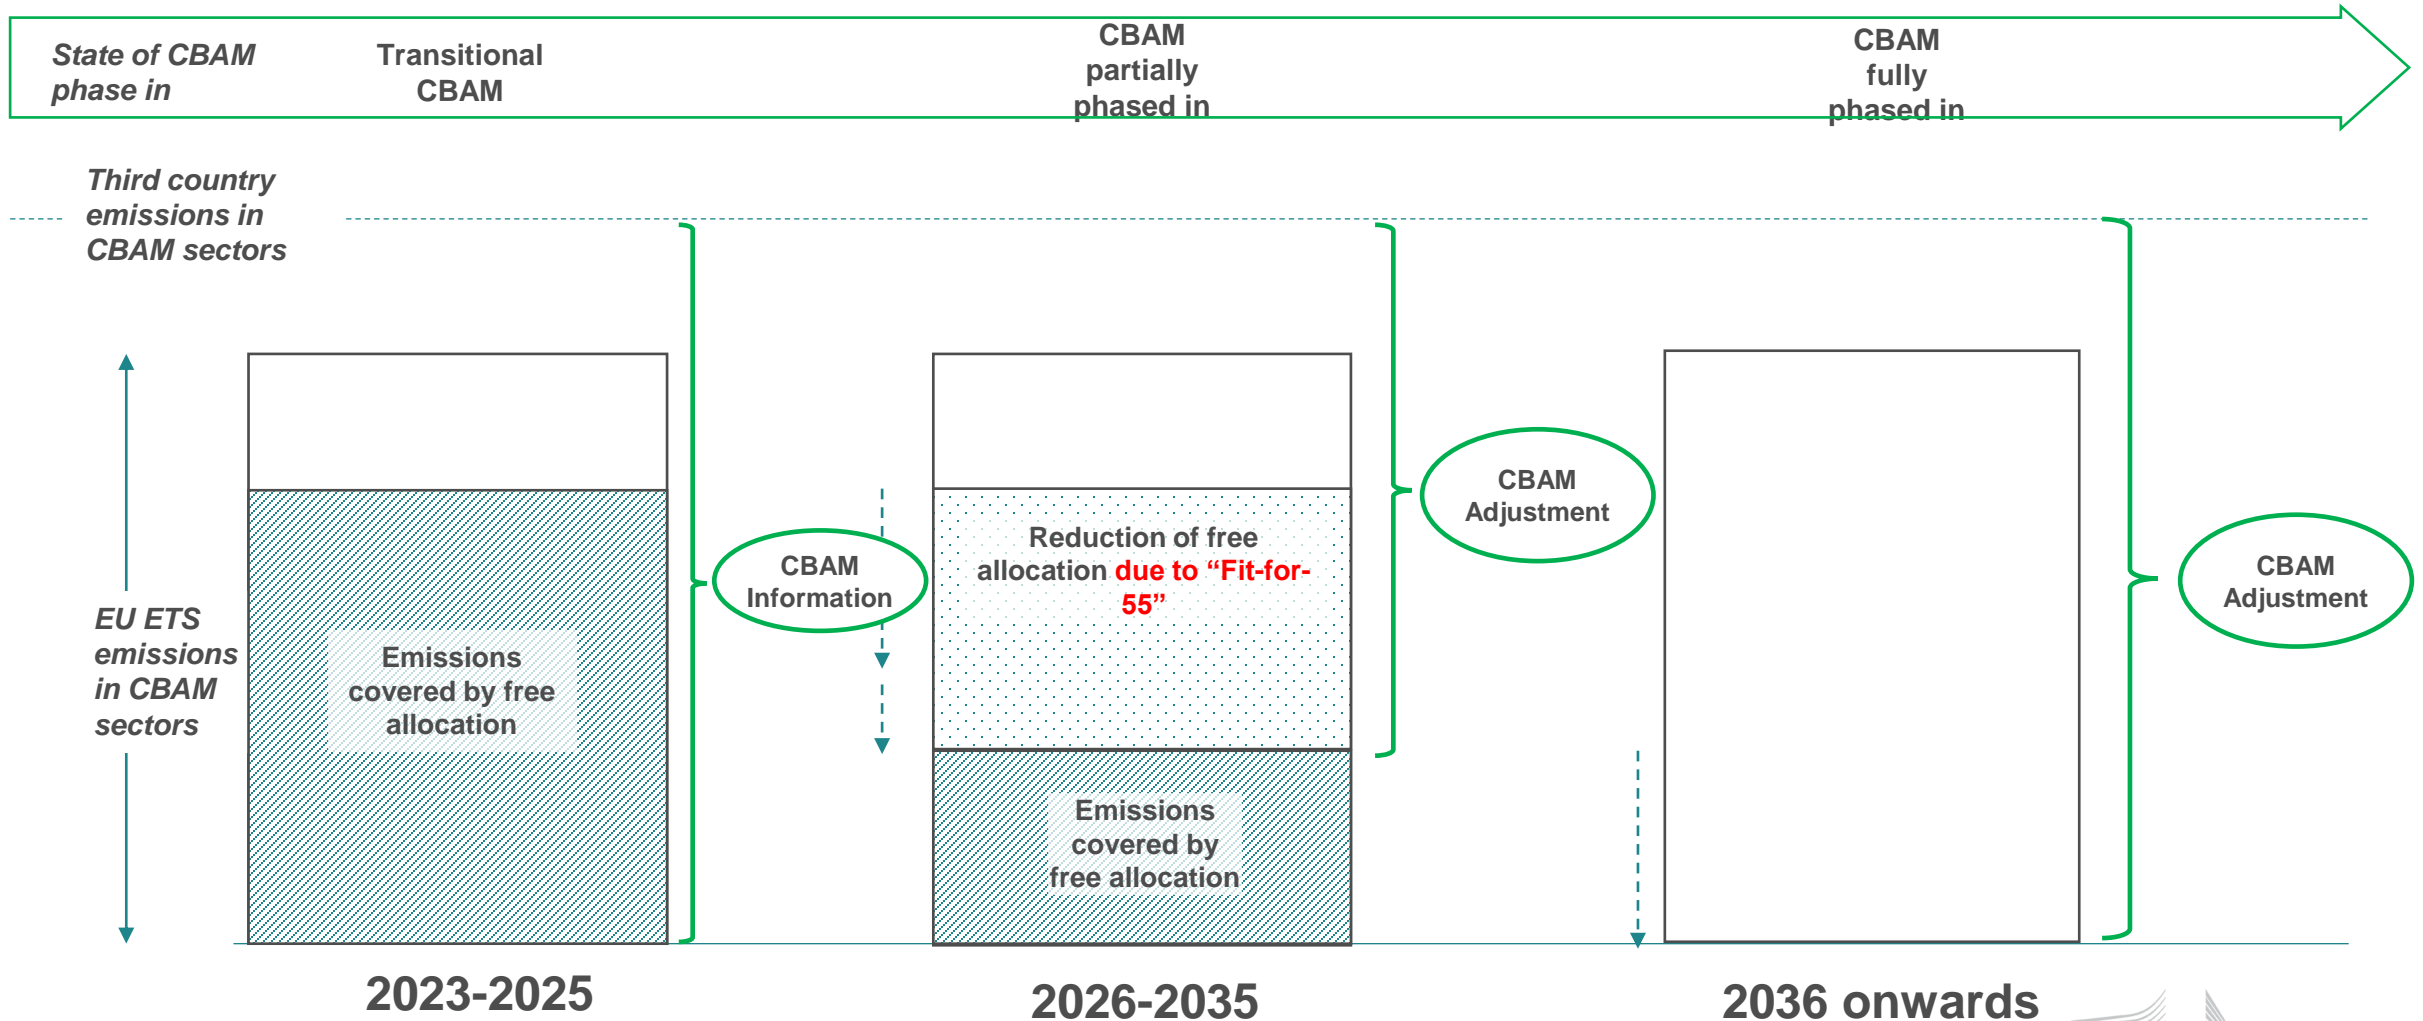 State of CBAM
phase in
Transitional
CBAM
CBAM
partially
phased in
CBAM
fully
phased in
Third country
emissions in
CBAM sectors
EU ETS
emissions
in CBAM
sectors
Emissions
covered by free
allocation
CBAM
Information
Reduction of free
allocation due to “Fit-for-
55”
Emissions
covered by
free allocation
CBAM
Adjustment
CBAM
Adjustment
2023-2025
2026-2035
2036 onwards